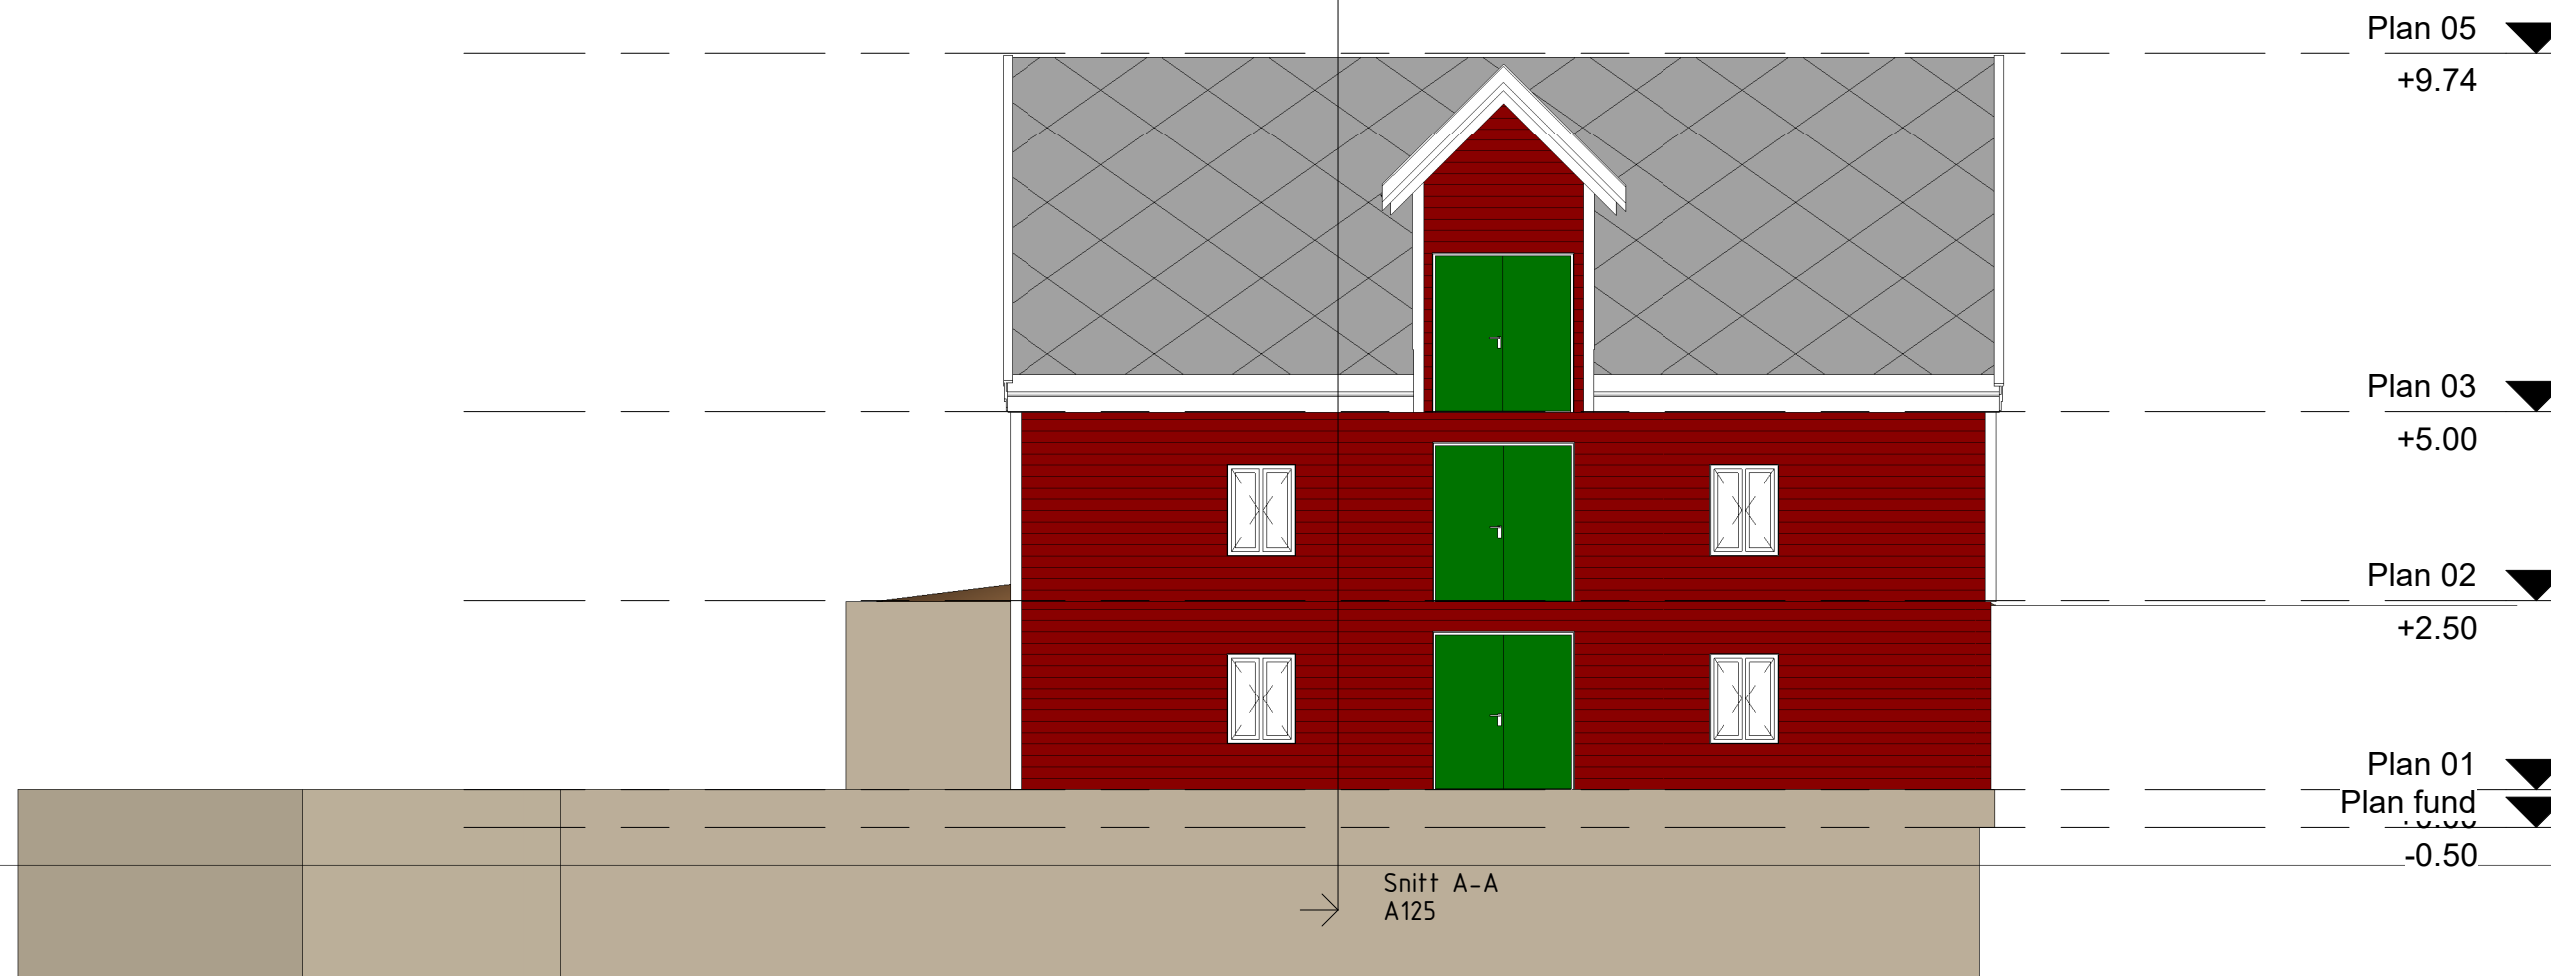 Plan 05
+9.74
Plan 03
+5.00
Plan 02
+2.50
Plan 01
Plan fund
-0.50
Snitt A-A
A125